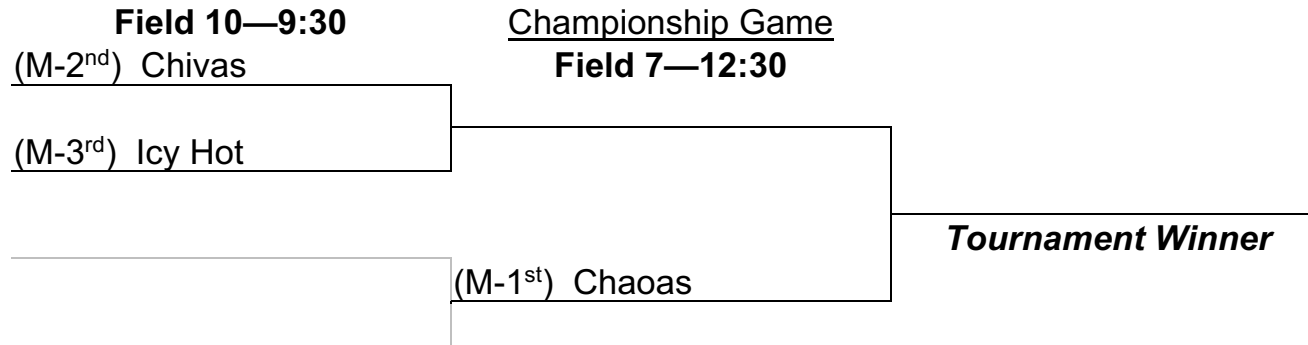 Field 10—9:30
(M-2nd) Chivas
(M-3rd) Icy Hot
Championship Game
Field 7—12:30
(M-1st) Chaoas
Tournament Winner